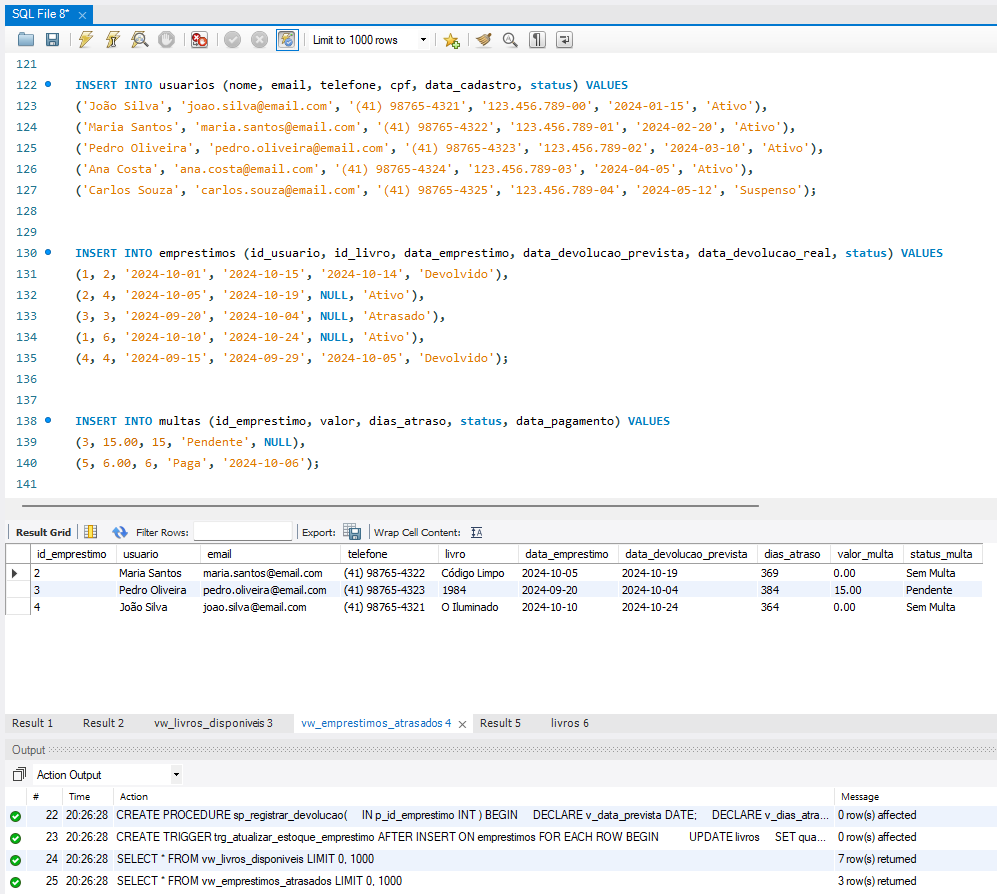 SQL File 8*
Limit to 1000 rows
121
122 INSERT INTO usuarios (nome, email, telefone, cpf, data_cadastro, status) VALUES
123 ('João Silva', 'joao.silva@email.com', '(41) 98765-4321', '123.456.789-00', '2024-01-15', 'Ativo'),
124 ('Maria Santos', 'maria.santos@email.com', '(41) 98765-4322', '123.456.789-01', '2024-02-20', 'Ativo'),
125 ('Pedro Oliveira', 'pedro.oliveira@email.com', '(41) 98765-4323', '123.456.789-02', '2024-03-10', 'Ativo'),
126 ('Ana Costa', 'ana.costa@email.com', '(41) 98765-4324', '123.456.789-03', '2024-04-05', 'Ativo'),
127 ('Carlos Souza', 'carlos.souza@email.com', '(41) 98765-4325', '123.456.789-04', '2024-05-12', 'Suspenso');
128
129
130 INSERT INTO emprestimos (id_usuario, id_livro, data_emprestimo, data_devolucao_prevista, data_devolucao_real, status) VALUES
131 (1, 2, '2024-10-01', '2024-10-15', '2024-10-14', 'Devolvido'),
132 (2, 4, '2024-10-05', '2024-10-19', NULL, 'Ativo'),
133 (3, 3, '2024-09-20', '2024-10-04', NULL, 'Atrasado'),
134 (1, 6, '2024-10-10', '2024-10-24', NULL, 'Ativo'),
135 (4, 4, '2024-09-15', '2024-09-29', '2024-10-05', 'Devolvido');
136
137
138 INSERT INTO multas (id_emprestimo, valor, dias_atraso, status, data_pagamento) VALUES
139 (3, 15.00, 15, 'Pendente', NULL),
140 (5, 6.00, 6, 'Paga', '2024-10-06');
141
Result Grid Filter Rows: Export: Wrap Cell Content:
id_emprestimo usuario email telefone livro data_emprestimo data_devolucao_prevista dias_atraso valor_multa status_multa
2 Maria Santos maria.santos@email.com (41) 98765-4322 Código Limpo 2024-10-05 2024-10-19 369 0.00 Sem Multa
3 Pedro Oliveira pedro.oliveira@email.com (41) 98765-4323 1984 2024-09-20 2024-10-04 384 15.00 Pendente
4 João Silva joao.silva@email.com (41) 98765-4321 O Iluminado 2024-10-10 2024-10-24 364 0.00 Sem Multa
Result 1 Result 2 vw_livros_disponiveis 3 vw_emprestimos_atrasados 4 Result 5 livros 6
Output
Action Output
# Time Action Message
22 20:26:28 CREATE PROCEDURE sp_registrar_devolucao( IN p_id_emprestimo INT ) BEGIN DECLARE v_data_prevista DATE; DECLARE v_dias_atra... 0 row(s) affected
23 20:26:28 CREATE TRIGGER trg_atualizar_estoque_emprestimo AFTER INSERT ON emprestimos FOR EACH ROW BEGIN UPDATE livros SET qua... 0 row(s) affected
24 20:26:28 SELECT * FROM vw_livros_disponiveis LIMIT 0, 1000 7 row(s) returned
25 20:26:28 SELECT * FROM vw_emprestimos_atrasados LIMIT 0, 1000 3 row(s) returned